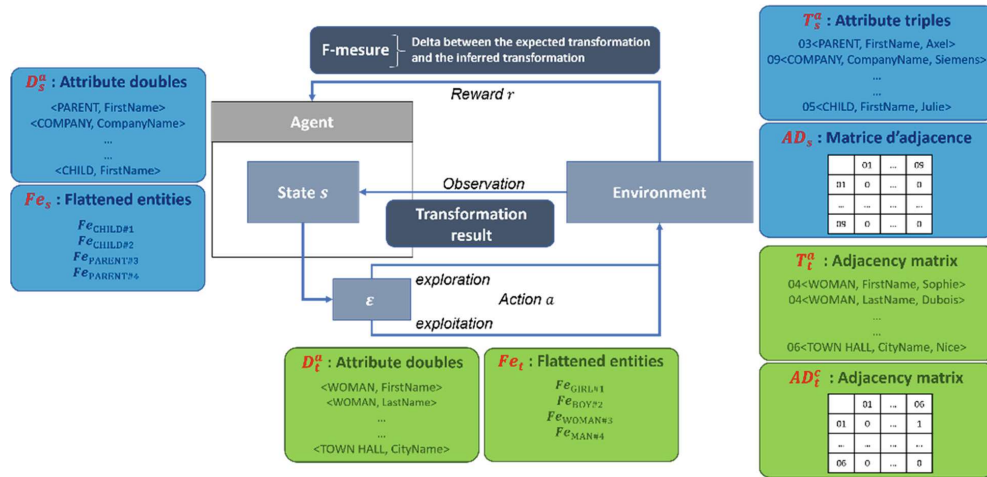 F-mesure
Delta between the expected transformation
and the inferred transformation
D_s^a : Attribute doubles
<PARENT, FirstName>
<COMPANY, CompanyName>
...
...
<CHILD, FirstName>
Fe_s : Flattened entities
Fe_CHILD#1
Fe_CHILD#2
Fe_PARENT#3
Fe_PARENT#4
Reward r
Agent
State s
Observation
Transformation
result
Environment
ε
exploration
Action a
exploitation
D_t^a : Attribute doubles
<WOMAN, FirstName>
<WOMAN, LastName>
...
...
<TOWN HALL, CityName>
Fe_t : Flattened entities
Fe_GIRL#1
Fe_BOY#2
Fe_WOMAN#3
Fe_MAN#4
T_s^a : Attribute triples
03<PARENT, FirstName, Axel>
09<COMPANY, CompanyName, Siemens>
...
...
05<CHILD, FirstName, Julie>
AD_s : Matrice d'adjacence
01 ... 09
01 0 ... 0
... ... ... ...
09 0 ... 0
T_t^a : Adjacency matrix
04<WOMAN, FirstName, Sophie>
04<WOMAN, LastName, Dubois>
...
...
06<TOWN HALL, CityName, Nice>
AD_t^c : Adjacency matrix
01 ... 06
01 0 ... 1
... ... ... ...
06 0 ... 0